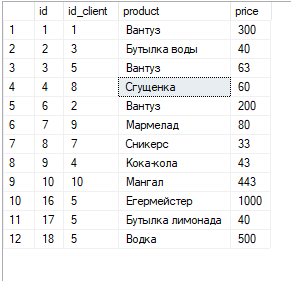 id id_client product price
1 1 1 Вантуз 300
2 2 3 Бутылка воды 40
3 3 5 Вантуз 63
4 4 8 Сгущенка 60
5 6 2 Вантуз 200
6 7 9 Мармелад 80
7 8 7 Сникерс 33
8 9 4 Кока-кола 43
9 10 10 Мангал 443
10 16 5 Егермейстер 1000
11 17 5 Бутылка лимонада 40
12 18 5 Водка 500